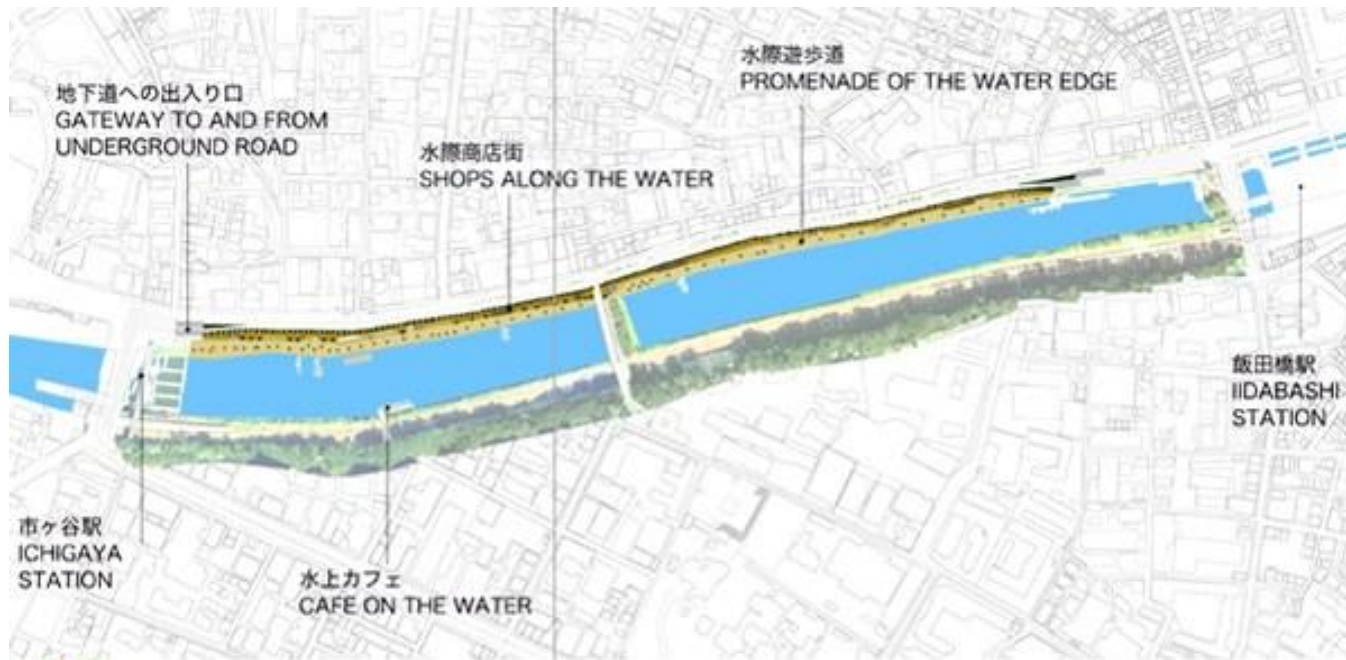 水際遊歩道
PROMENADE OF THE WATER EDGE
地下道への出入り口
GATEWAY TO AND FROM
UNDERGROUND ROAD
水際商店街
SHOPS ALONG THE WATER
飯田橋駅
IIDABASHI
STATION
市ヶ谷駅
ICHIGAYA
STATION
水上カフェ
CAFE ON THE WATER